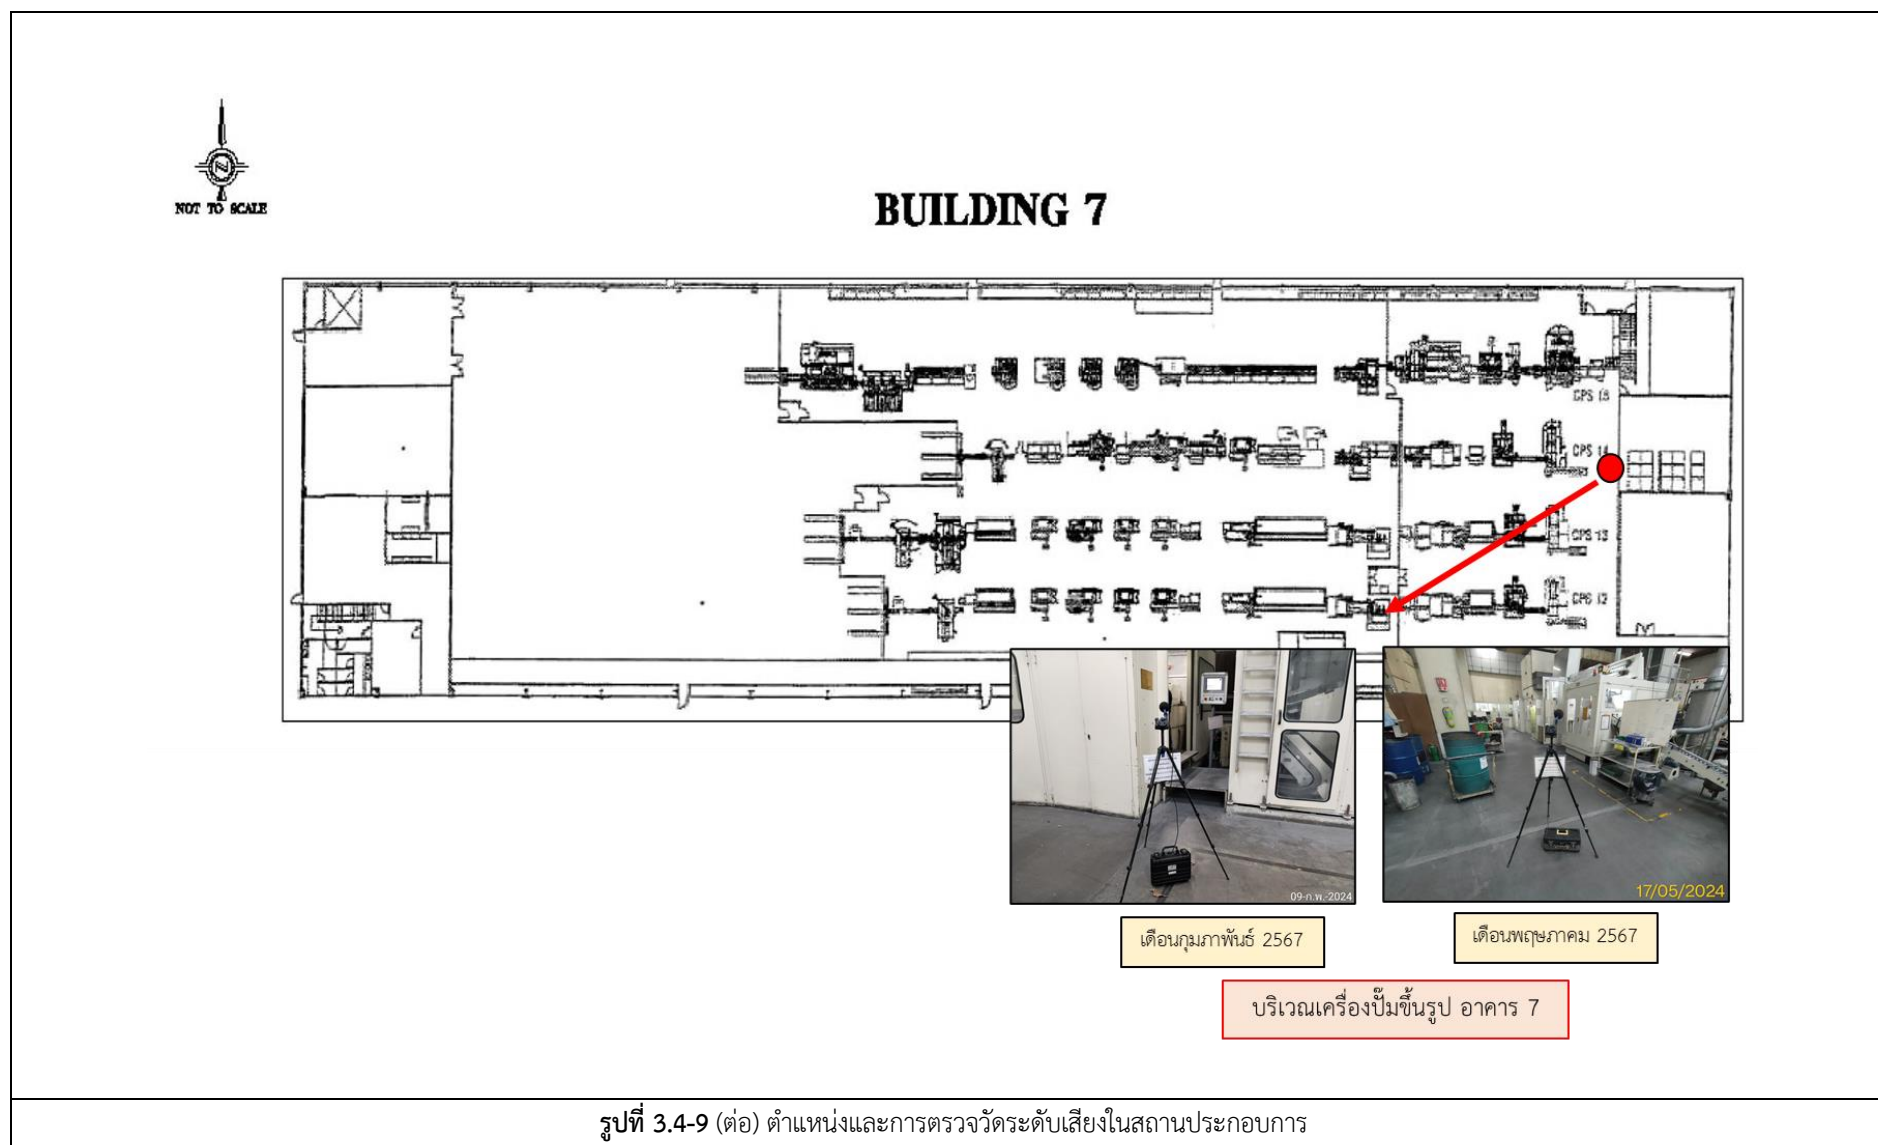 NOT TO SCALE
BUILDING 7
CPS 15
CPS 14
CPS 13
CPS 12
09-ก.พ.-2024
17/05/2024
เดือนกุมภาพันธ์ 2567
เดือนพฤษภาคม 2567
บริเวณเครื่องปั๊มขึ้นรูป อาคาร 7
รูปที่ 3.4-9 (ต่อ) ตำแหน่งและการตรวจวัดระดับเสียงในสถานประกอบการ